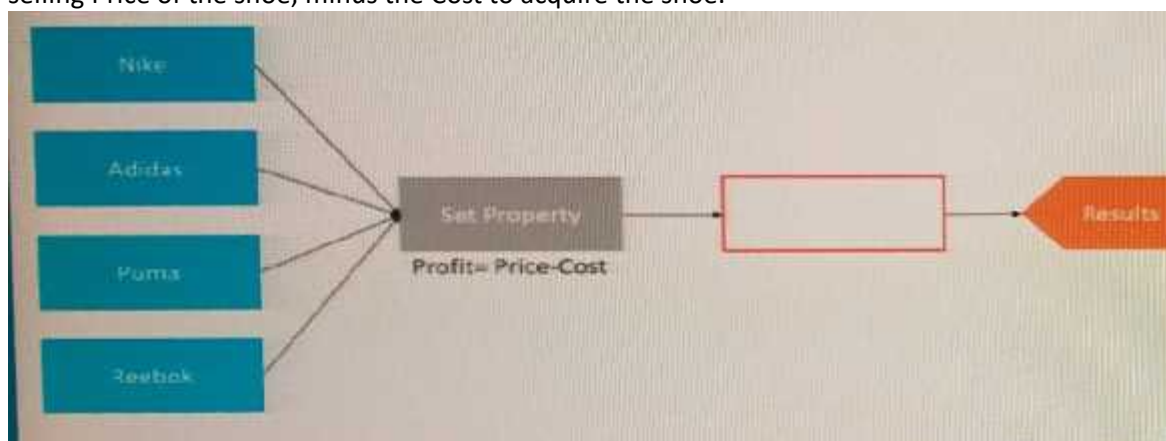 selling Price of the shoe, minus the Cost to acquire the shoe.
Nike
Adidas
Set Property
Results
Profit= Price-Cost
Puma
Reebok